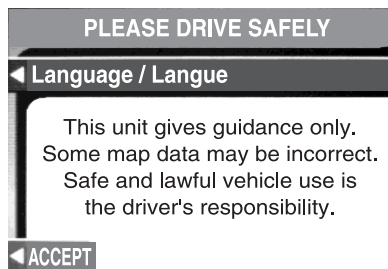 PLEASE DRIVE SAFELY
Language / Langue
This unit gives guidance only.
Some map data may be incorrect.
Safe and lawful vehicle use is
the driver's responsibility.
ACCEPT